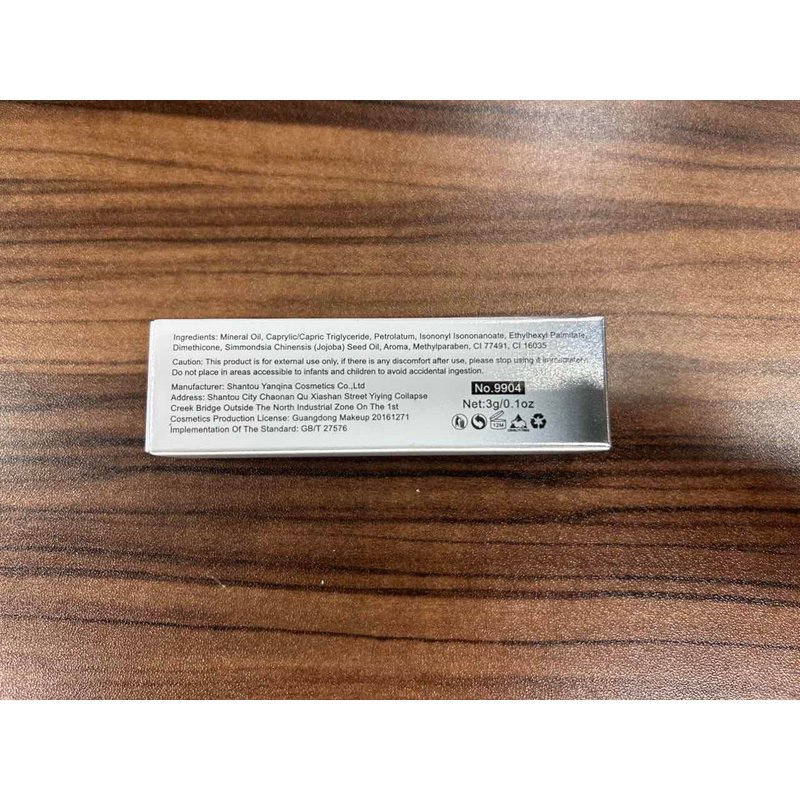 Ingredients: Mineral Oil, Caprylic/Capric Triglyceride, Petrolatum, Isononyl Isononanoate, Ethylhexyl Palmitate,
Dimethicone, Simmondsia Chinensis (Jojoba) Seed Oil, Aroma, Methylparaben, CI 77491, CI 16035
Caution: This product is for external use only, if there is any discomfort after use, please stop using it
Do not place in areas accessible to infants and children to avoid accidental ingestion.
Manufacturer: Shantou Yanqina Cosmetics Co.,Ltd
Address: Shantou City Chaonan Qu Xiashan Street Yiying Collapse
Creek Bridge Outside The North Industrial Zone On The 1st
Cosmetics Production License: Guangdong Makeup 20161271
Implementation Of The Standard: GB/T 27576
No.9904
Net:3g/0.1oz
12M